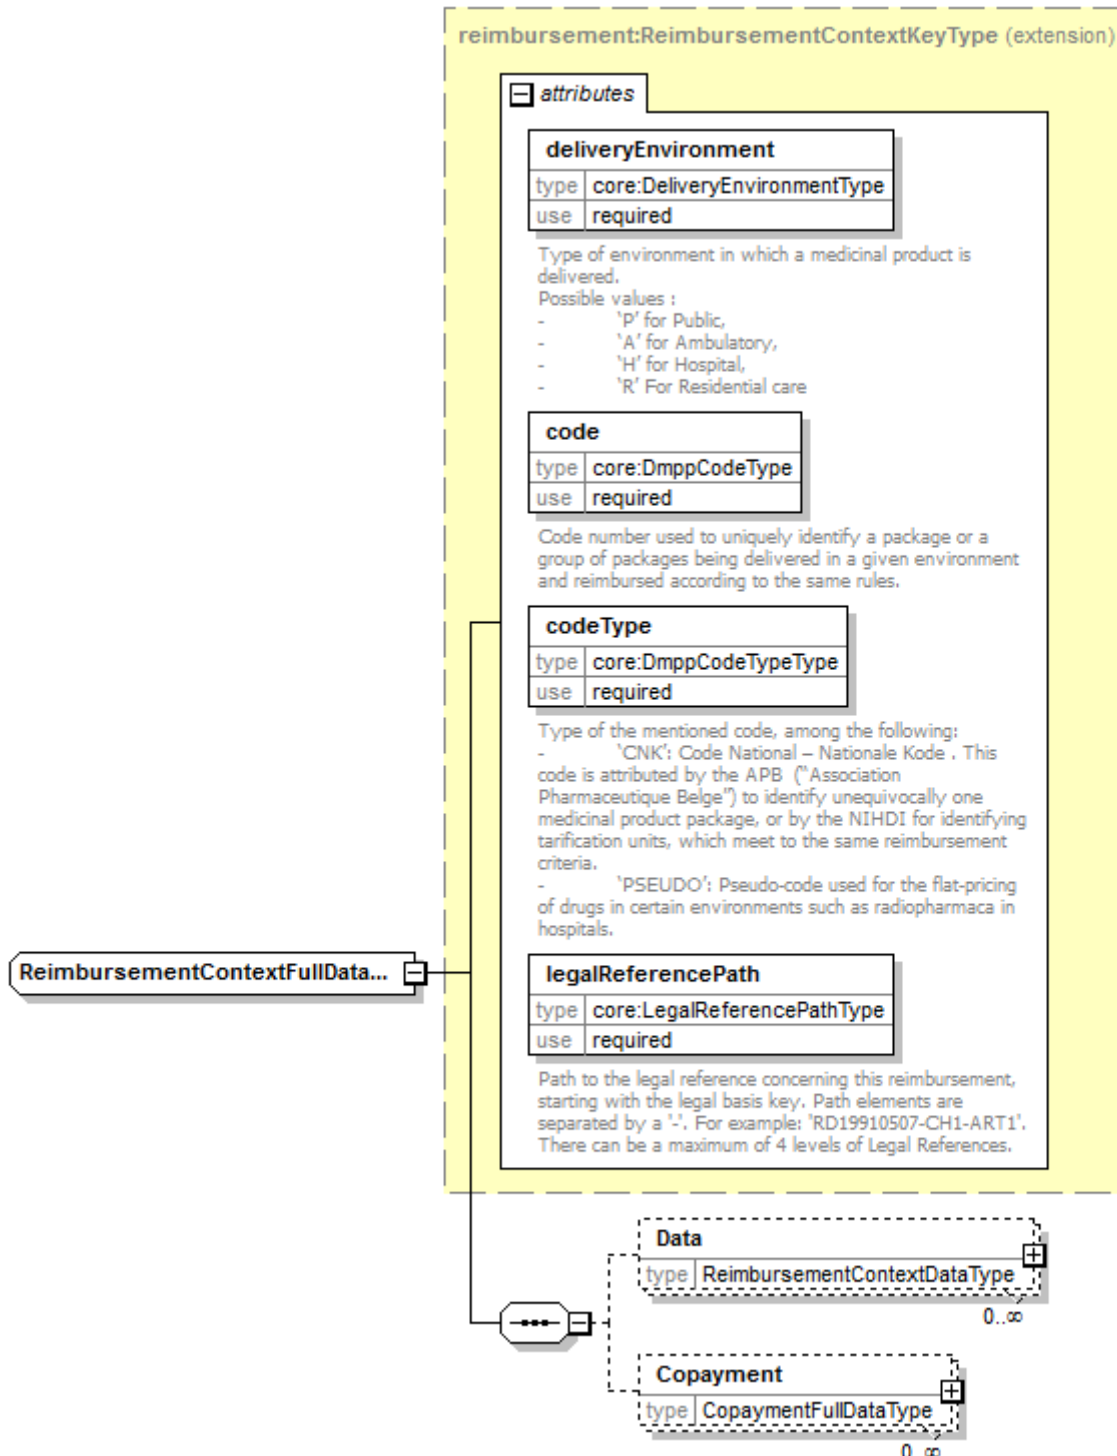 reimbursement:ReimbursementContextKeyType (extension)
attributes
deliveryEnvironment
type core:DeliveryEnvironmentType
use required
Type of environment in which a medicinal product is
delivered.
Possible values :
- 'P' for Public,
- 'A' for Ambulatory,
- 'H' for Hospital,
- 'R' For Residential care
code
type core:DmppCodeType
use required
Code number used to uniquely identify a package or a
group of packages being delivered in a given environment
and reimbursed according to the same rules.
codeType
type core:DmppCodeTypeType
use required
Type of the mentioned code, among the following:
- 'CNK': Code National – Nationale Kode . This
code is attributed by the APB ("Association
Pharmaceutique Belge") to identify unequivocally one
medicinal product package, or by the NIHDI for identifying
tarification units, which meet to the same reimbursement
criteria.
- 'PSEUDO': Pseudo-code used for the flat-pricing
of drugs in certain environments such as radiopharmaca in
hospitals.
ReimbursementContextFullData...
legalReferencePath
type core:LegalReferencePathType
use required
Path to the legal reference concerning this reimbursement,
starting with the legal basis key. Path elements are
separated by a '-'. For example: 'RD19910507-CH1-ART1'.
There can be a maximum of 4 levels of Legal References.
Data
type ReimbursementContextDataType
0..∞
Copayment
type CopaymentFullDataType
0..∞